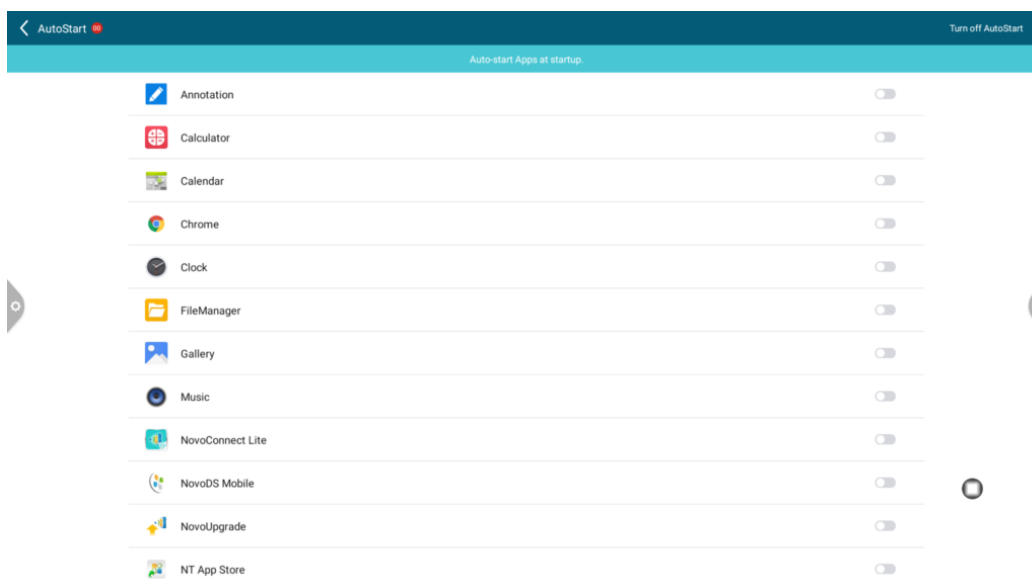 AutoStart 00
Turn off AutoStart
Auto-start Apps at startup.
Annotation
Calculator
Calendar
Chrome
Clock
FileManager
Gallery
Music
NovoConnect Lite
NovoDS Mobile
NovoUpgrade
NT App Store